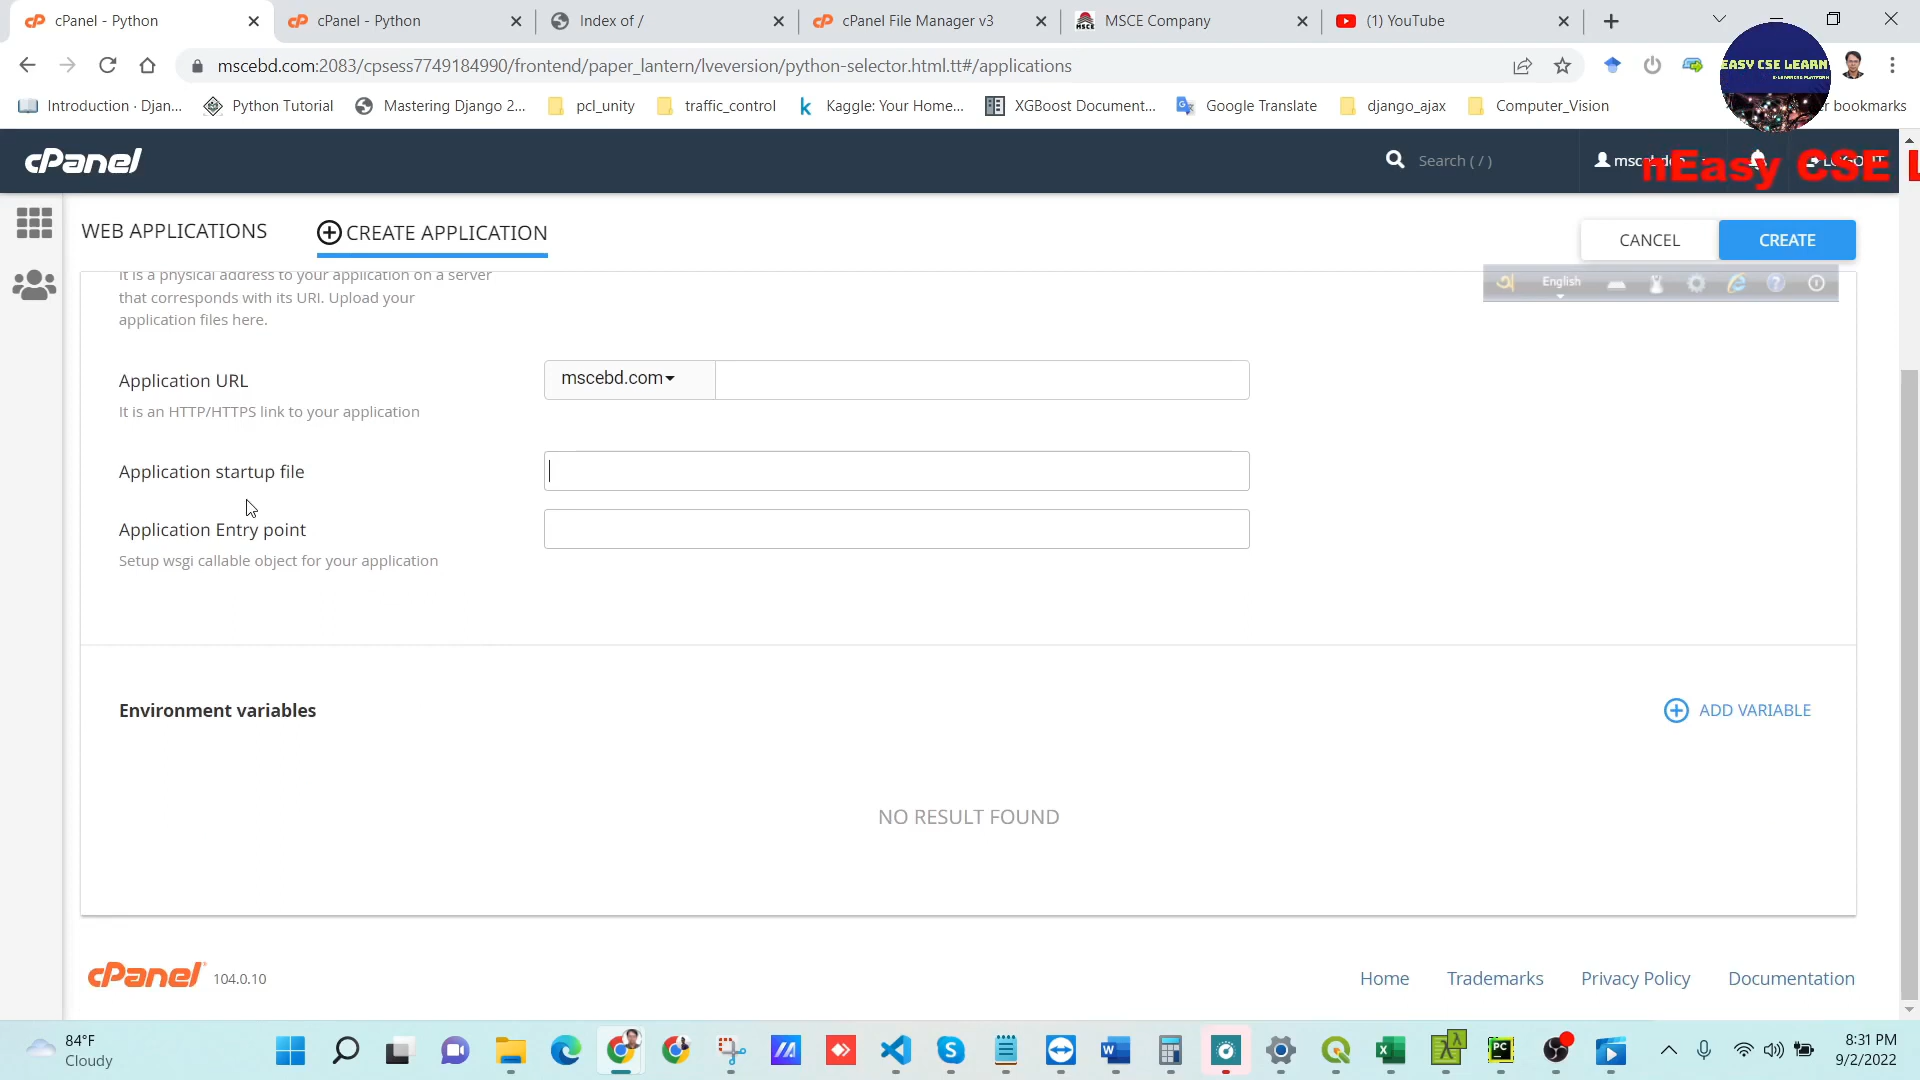 cPanel - Python
cPanel - Python
Index of /
cPanel File Manager v3
MSCE Company
(1) YouTube
mscebd.com:2083/cpsess7749184990/frontend/paper_lantern/lveversion/python-selector.html.tt#/applications
EASY CSE LEARN
Introduction · Djan...
Python Tutorial
Mastering Django 2...
pcl_unity
traffic_control
Kaggle: Your Home...
XGBoost Document...
Google Translate
django_ajax
Computer_Vision
er bookmarks
cPanel
Search ( / )
nEasy CSE L
WEB APPLICATIONS
CREATE APPLICATION
CANCEL
CREATE
It is a physical address to your application on a server
that corresponds with its URI. Upload your
application files here.
English
Application URL
mscebd.com
It is an HTTP/HTTPS link to your application
Application startup file
Application Entry point
Setup wsgi callable object for your application
Environment variables
ADD VARIABLE
NO RESULT FOUND
cPanel 104.0.10
Home
Trademarks
Privacy Policy
Documentation
84°F
Cloudy
8:31 PM
9/2/2022